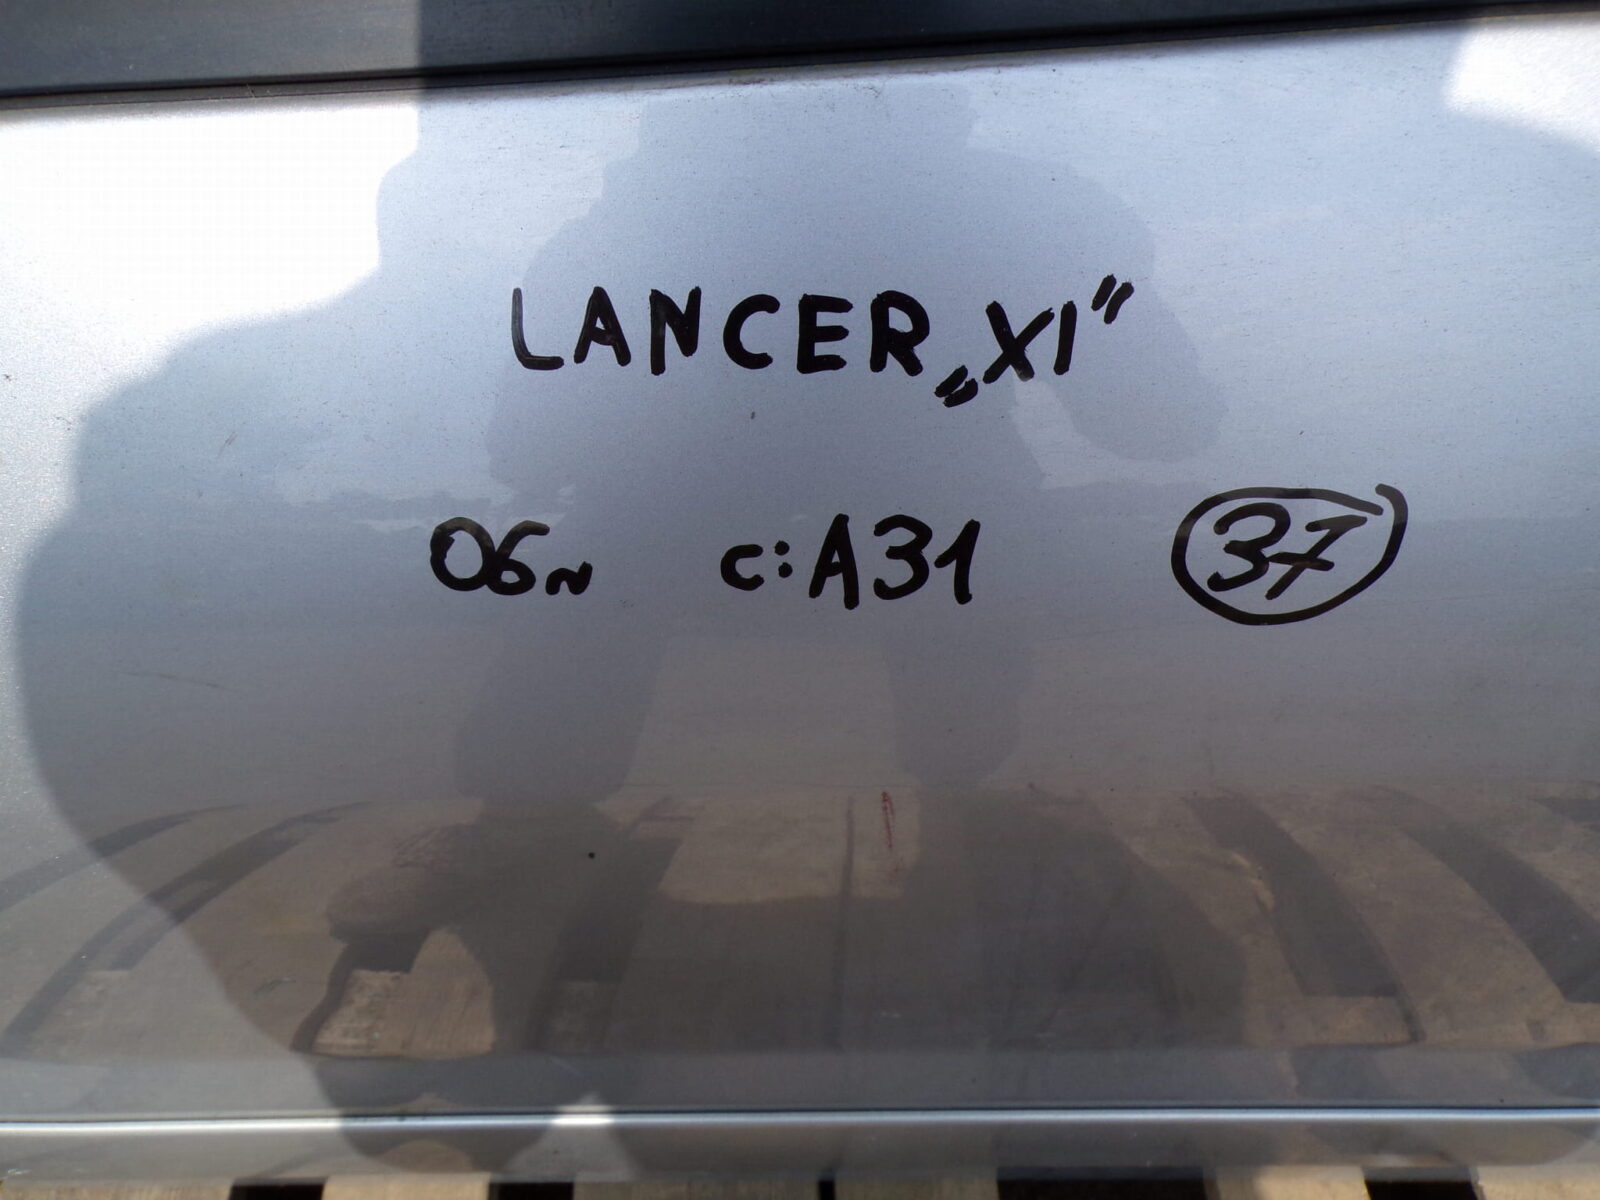 LANCER „XI”
06r c:A31 37